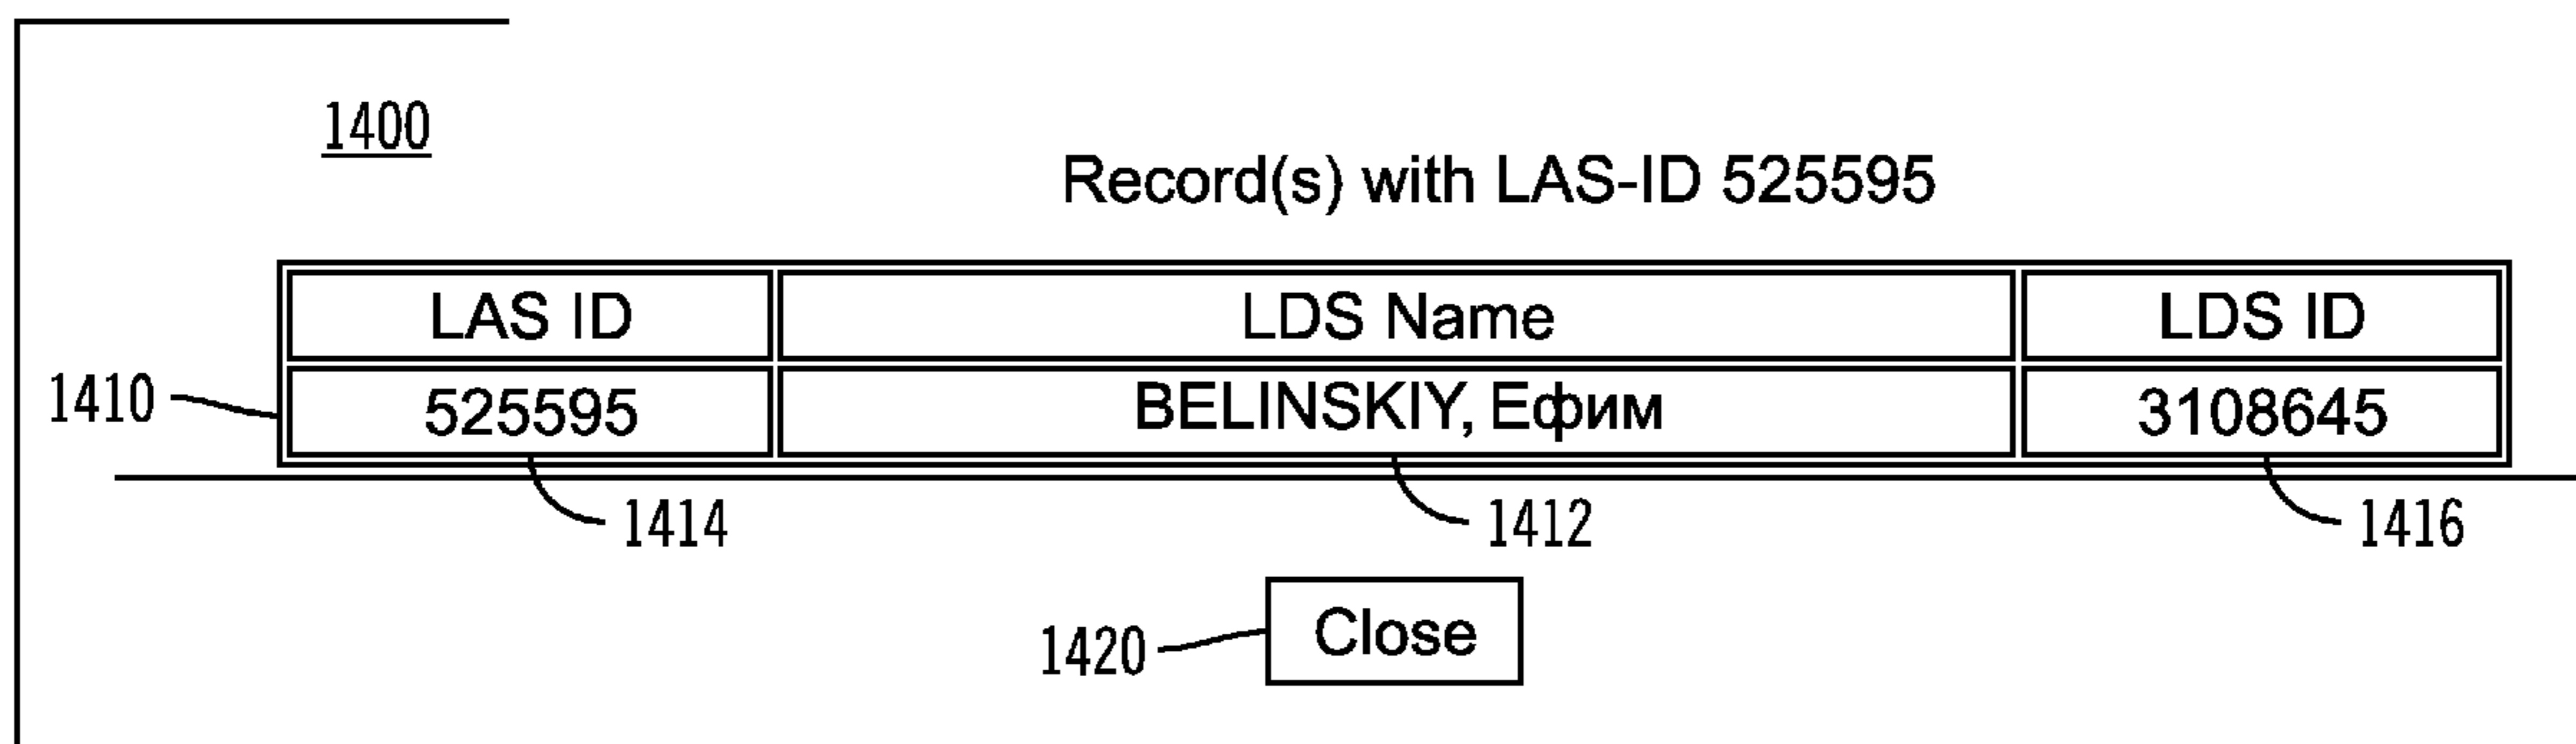 1400
Record(s) with LAS-ID 525595
LAS ID LDS Name LDS ID
1410 525595 BELINSKIY, Ефим 3108645
1414 1412 1416
1420 Close